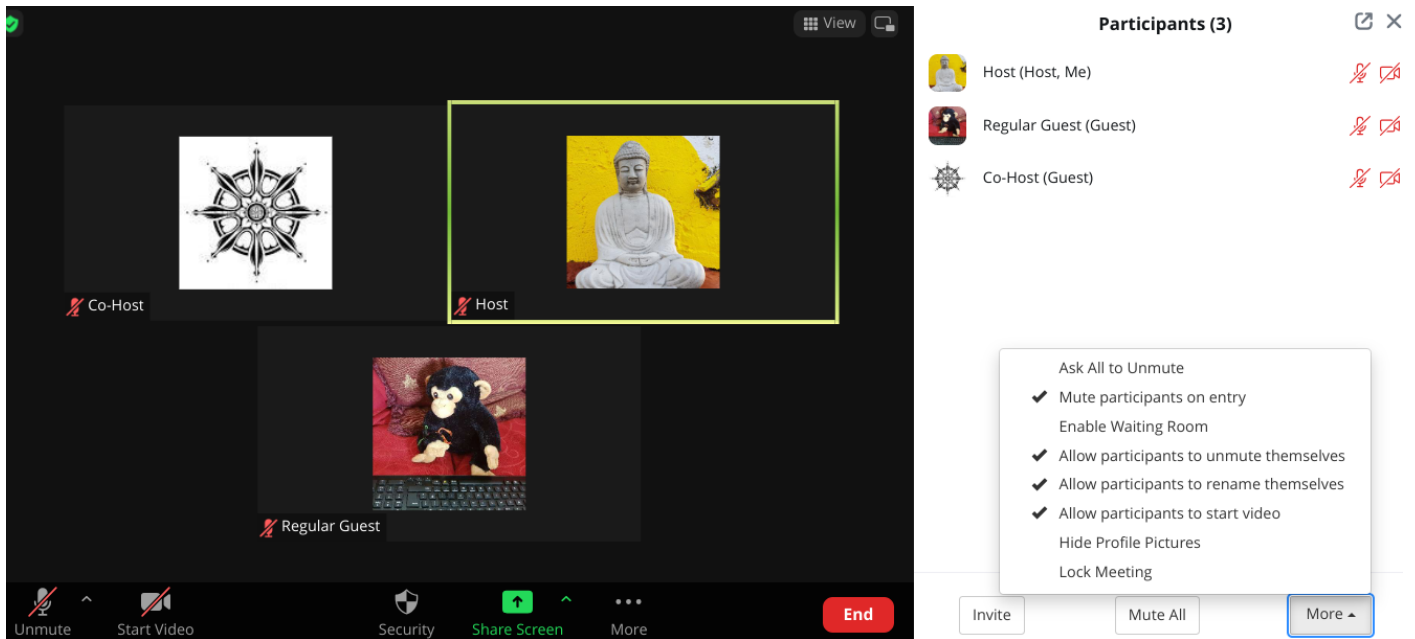 View
Co-Host
Host
Regular Guest
Unmute
Start Video
Security
Share Screen
More
End
Participants (3)
Host (Host, Me)
Regular Guest (Guest)
Co-Host (Guest)
Ask All to Unmute
Mute participants on entry
Enable Waiting Room
Allow participants to unmute themselves
Allow participants to rename themselves
Allow participants to start video
Hide Profile Pictures
Lock Meeting
Invite
Mute All
More